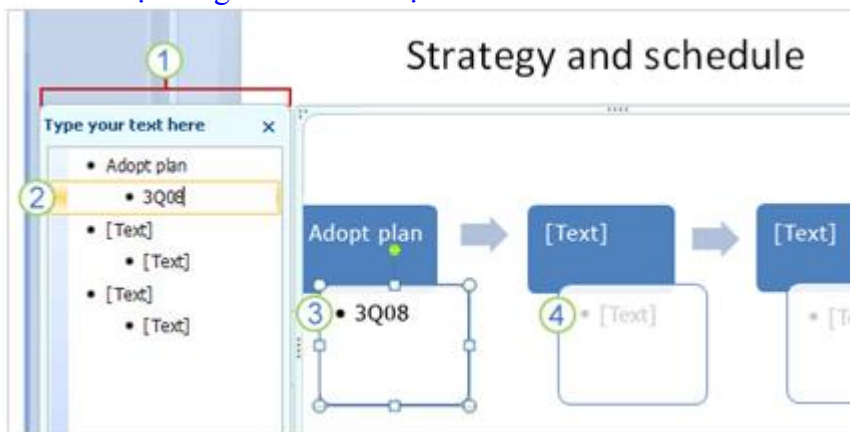 Strategy and schedule
1
Type your text here x
• Adopt plan
2 • 3Q08
• [Text]
• [Text]
• [Text]
• [Text]
Adopt plan [Text] [Text]
3 • 3Q08 4 • [Text]